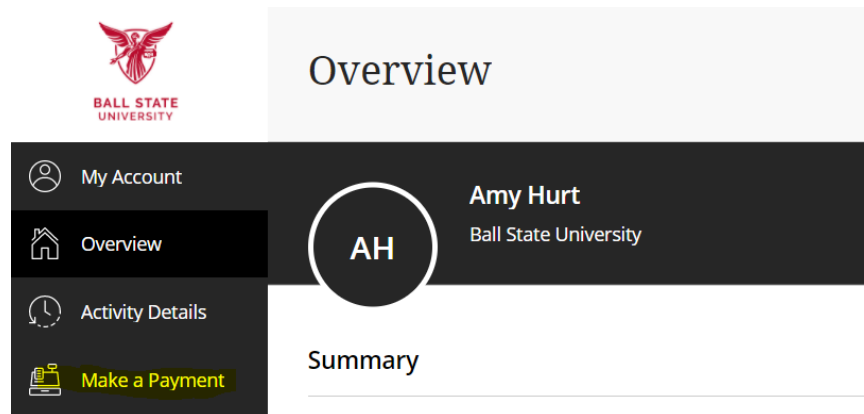 BALL STATE
UNIVERSITY
Overview
My Account
Overview
Activity Details
Make a Payment
AH
Amy Hurt
Ball State University
Summary